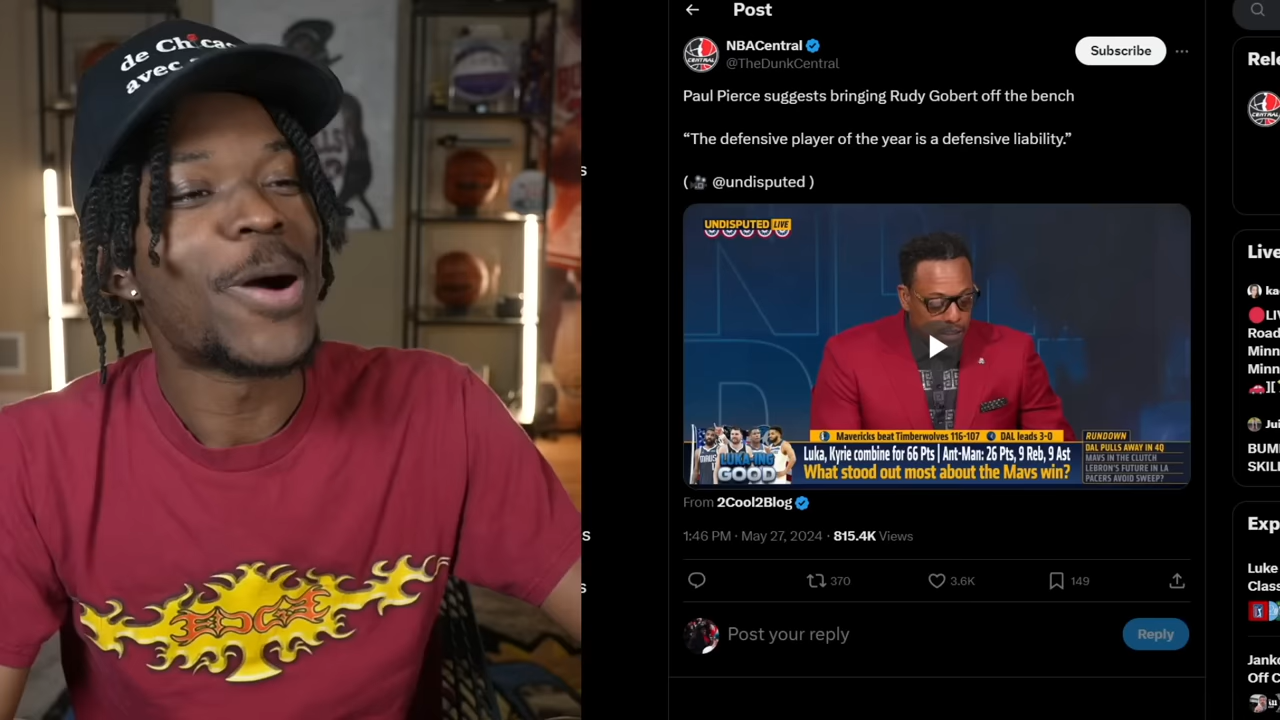 de Chicac
avec
EDGE
Post
NBACentral
@TheDunkCentral
Subscribe
Paul Pierce suggests bringing Rudy Gobert off the bench
“The defensive player of the year is a defensive liability.”
( @undisputed )
UNDISPUTED LIVE
Mavericks beat Timberwolves 116-107 DAL leads 3-0
Luka, Kyrie combine for 66 Pts | Ant-Man: 26 Pts, 9 Reb, 9 Ast
What stood out most about the Mavs win?
LUKA-ING
GOOD
RUNDOWN
DAL PULLS AWAY IN 4Q
MAVS IN THE CLUTCH
LEBRON'S FUTURE IN LA
PACERS AVOID SWEEP?
From 2Cool2Blog
1:46 PM · May 27, 2024 · 815.4K Views
370
3.6K
149
Post your reply
Reply
Rele
Live
ka
LIV
Road
Minn
Minn
Jui
BUM
SKIL
Exp
Luke
Clas
Janko
Off C